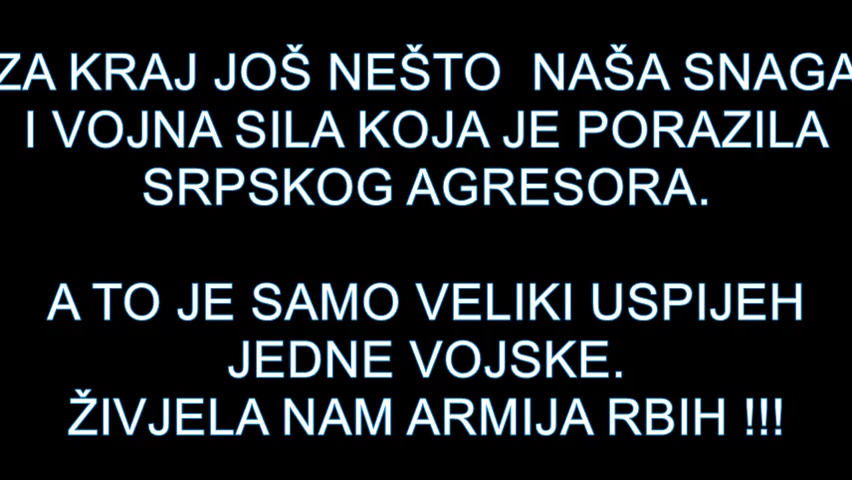 ZA KRAJ JOŠ NEŠTO NAŠA SNAGA
I VOJNA SILA KOJA JE PORAZILA
SRPSKOG AGRESORA.
A TO JE SAMO VELIKI USPIJEH
JEDNE VOJSKE.
ŽIVJELA NAM ARMIJA RBIH !!!